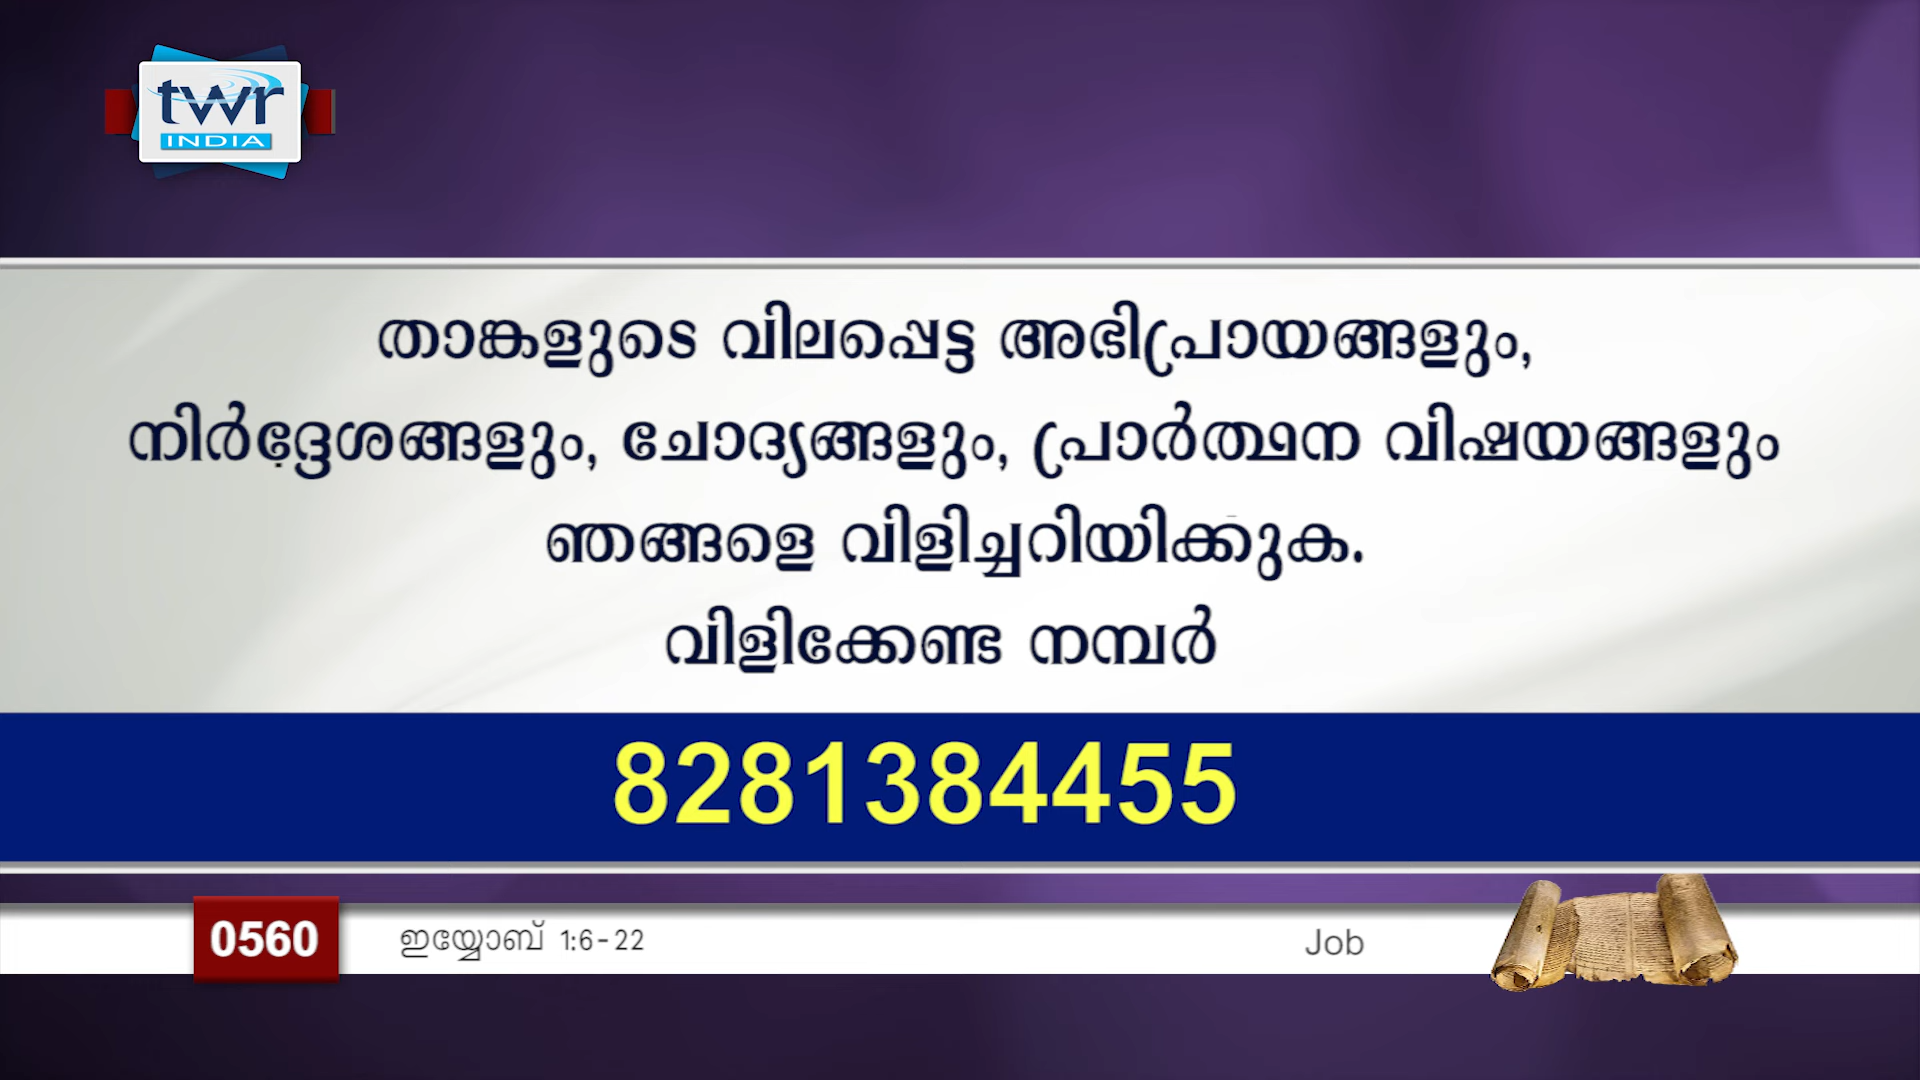 twr
INDIA
താങ്കളുടെ വിലപ്പെട്ട അഭിപ്രായങ്ങളും,
നിർദ്ദേശങ്ങളും, ചോദ്യങ്ങളും, പ്രാർത്ഥന വിഷയങ്ങളും
ഞങ്ങളെ വിളിച്ചറിയിക്കുക.
വിളിക്കേണ്ട നമ്പർ
8281384455
0560 ഇയ്യോബ് 1:6-22 Job